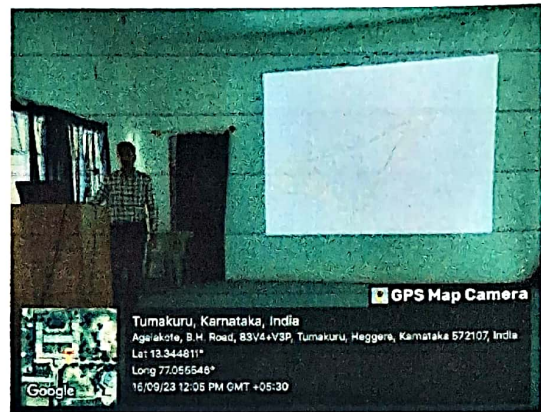 GPS Map Camera
Tumakuru, Karnataka, India
Agalakote, B.H. Road, 83V4+V3P, Tumakuru, Heggere, Karnataka 572107, India
Lat 13.344811°
Long 77.055546°
16/09/23 12:05 PM GMT +05:30
Google